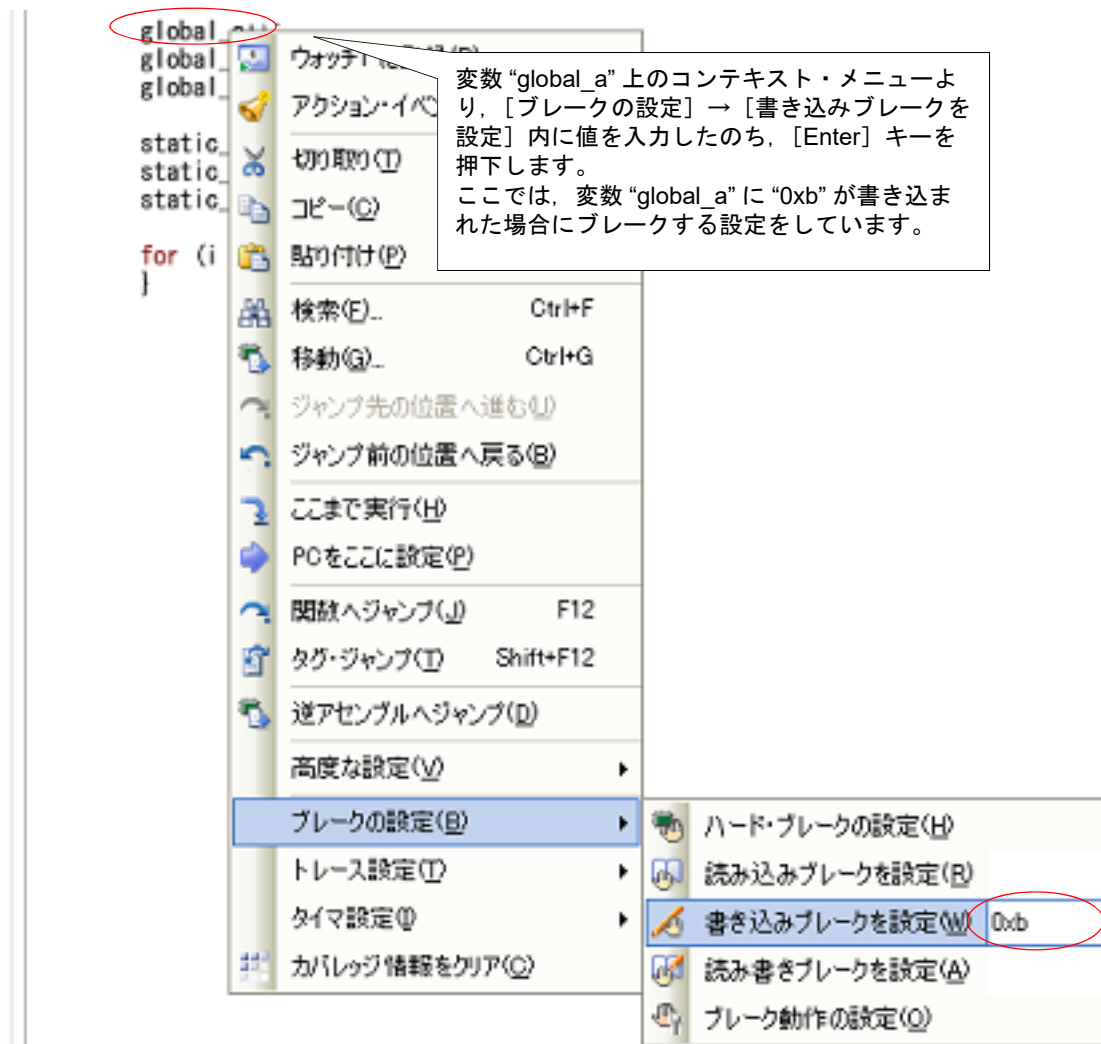 global_
global_
global_
static_
static_
static_
for (i
}
ウォッチ1
アクション・イベ
切り取り(T)
コピー(C)
貼り付け(P)
検索(F)... Ctrl+F
移動(G)... Ctrl+G
ジャンプ先の位置へ進む(U)
ジャンプ前の位置へ戻る(B)
ここまで実行(H)
PCをここに設定(P)
関数へジャンプ(J) F12
タグ・ジャンプ(T) Shift+F12
逆アセンブルへジャンプ(D)
高度な設定(V)
ブレークの設定(B)
トレース設定(T)
タイマ設定(I)
カバレッジ情報をクリア(C)
変数 “global_a” 上のコンテキスト・メニューよ
り，［ブレークの設定］→［書き込みブレークを
設定］内に値を入力したのち，［Enter］キーを
押下します。
ここでは，変数 “global_a” に “0xb” が書き込ま
れた場合にブレークする設定をしています。
ハード・ブレークの設定(H)
読み込みブレークを設定(R)
書き込みブレークを設定(W) 0xb
読み書きブレークを設定(A)
ブレーク動作の設定(O)